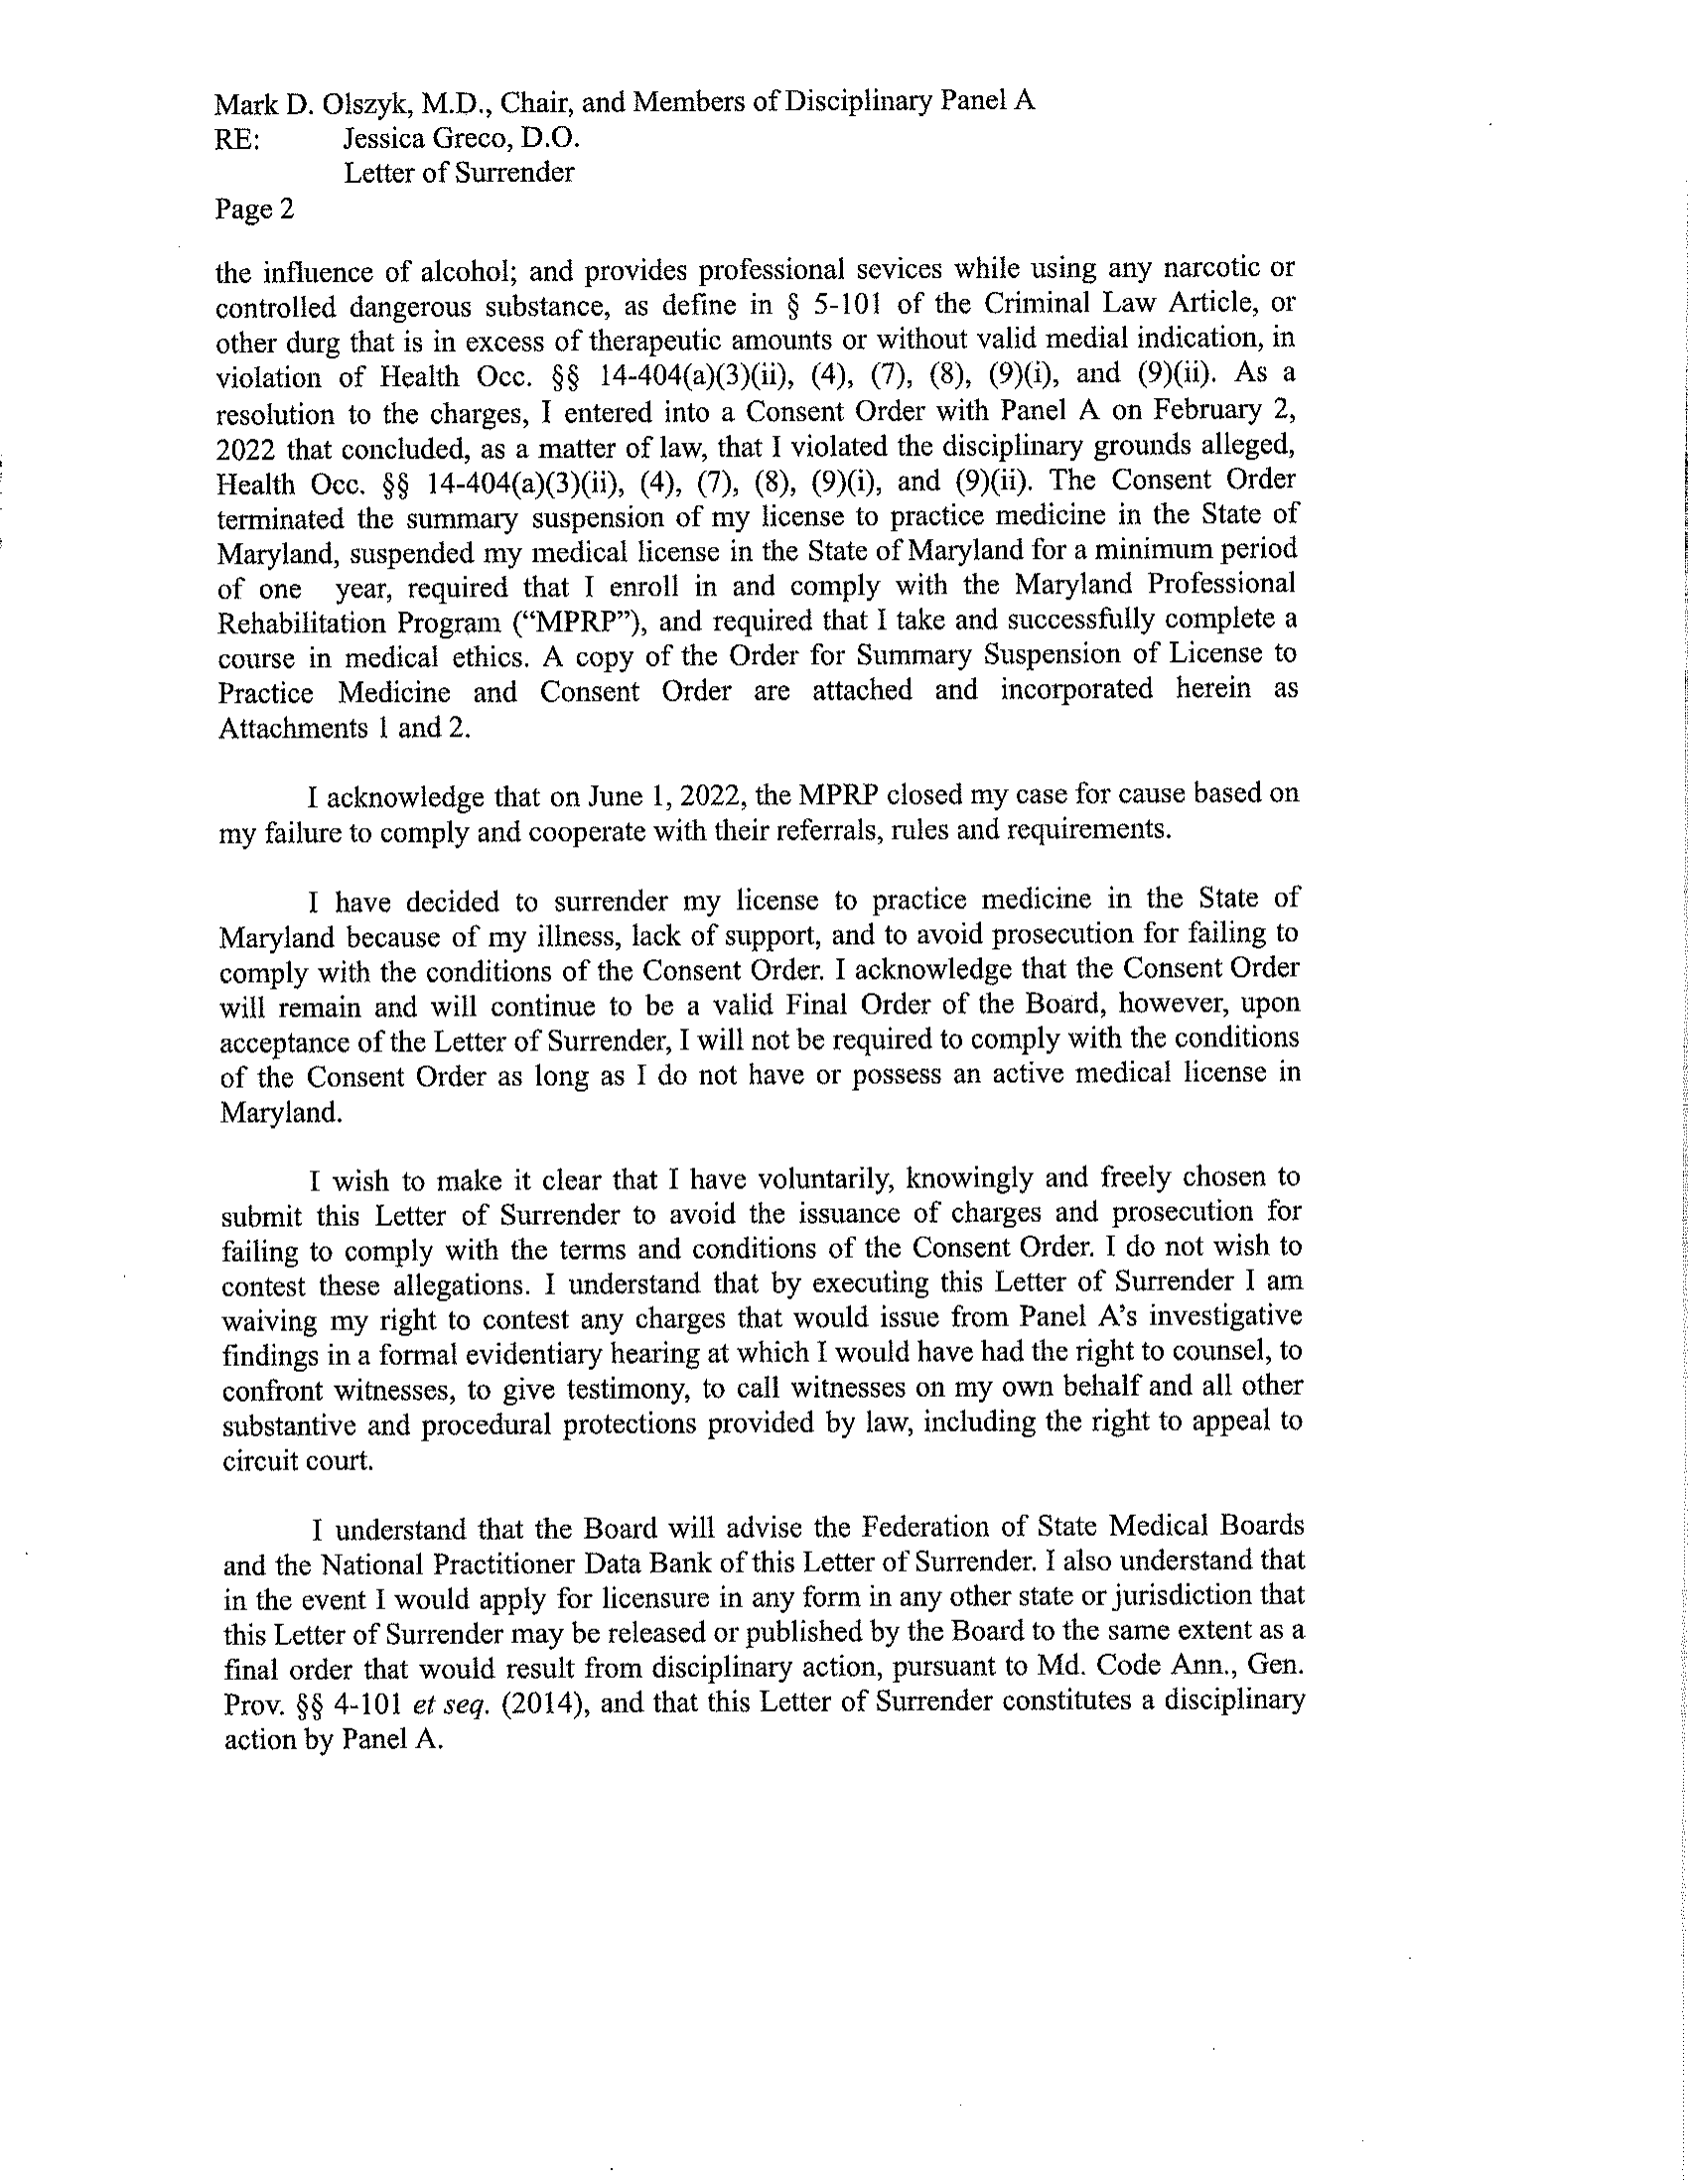 Mark D. Olszyk, M.D., Chair, and Members of Disciplinary Panel A
RE: Jessica Greco, D.O.
Letter of Surrender
Page 2
the influence of alcohol; and provides professional sevices while using any narcotic or
controlled dangerous substance, as define in § 5-101 of the Criminal Law Article, or
other durg that is in excess of therapeutic amounts or without valid medial indication, in
violation of Health Occ. §§ 14-404(a)(3)(ii), (4), (7), (8), (9)(i), and (9)(ii). As a
resolution to the charges, I entered into a Consent Order with Panel A on February 2,
2022 that concluded, as a matter of law, that I violated the disciplinary grounds alleged,
Health Occ. §§ 14-404(a)(3)(ii), (4), (7), (8), (9)(i), and (9)(ii). The Consent Order
terminated the summary suspension of my license to practice medicine in the State of
Maryland, suspended my medical license in the State of Maryland for a minimum period
of one year, required that I enroll in and comply with the Maryland Professional
Rehabilitation Program (“MPRP”), and required that I take and successfully complete a
course in medical ethics. A copy of the Order for Summary Suspension of License to
Practice Medicine and Consent Order are attached and incorporated herein as
Attachments 1 and 2.
I acknowledge that on June 1, 2022, the MPRP closed my case for cause based on
my failure to comply and cooperate with their referrals, rules and requirements.
I have decided to surrender my license to practice medicine in the State of
Maryland because of my illness, lack of support, and to avoid prosecution for failing to
comply with the conditions of the Consent Order. I acknowledge that the Consent Order
will remain and will continue to be a valid Final Order of the Board, however, upon
acceptance of the Letter of Surrender, I will not be required to comply with the conditions
of the Consent Order as long as I do not have or possess an active medical license in
Maryland.
I wish to make it clear that I have voluntarily, knowingly and freely chosen to
submit this Letter of Surrender to avoid the issuance of charges and prosecution for
failing to comply with the terms and conditions of the Consent Order. I do not wish to
contest these allegations. I understand that by executing this Letter of Surrender I am
waiving my right to contest any charges that would issue from Panel A’s investigative
findings in a formal evidentiary hearing at which I would have had the right to counsel, to
confront witnesses, to give testimony, to call witnesses on my own behalf and all other
substantive and procedural protections provided by law, including the right to appeal to
circuit court.
I understand that the Board will advise the Federation of State Medical Boards
and the National Practitioner Data Bank of this Letter of Surrender. I also understand that
in the event I would apply for licensure in any form in any other state or jurisdiction that
this Letter of Surrender may be released or published by the Board to the same extent as a
final order that would result from disciplinary action, pursuant to Md. Code Ann., Gen.
Prov. §§ 4-101 et seq. (2014), and that this Letter of Surrender constitutes a disciplinary
action by Panel A.